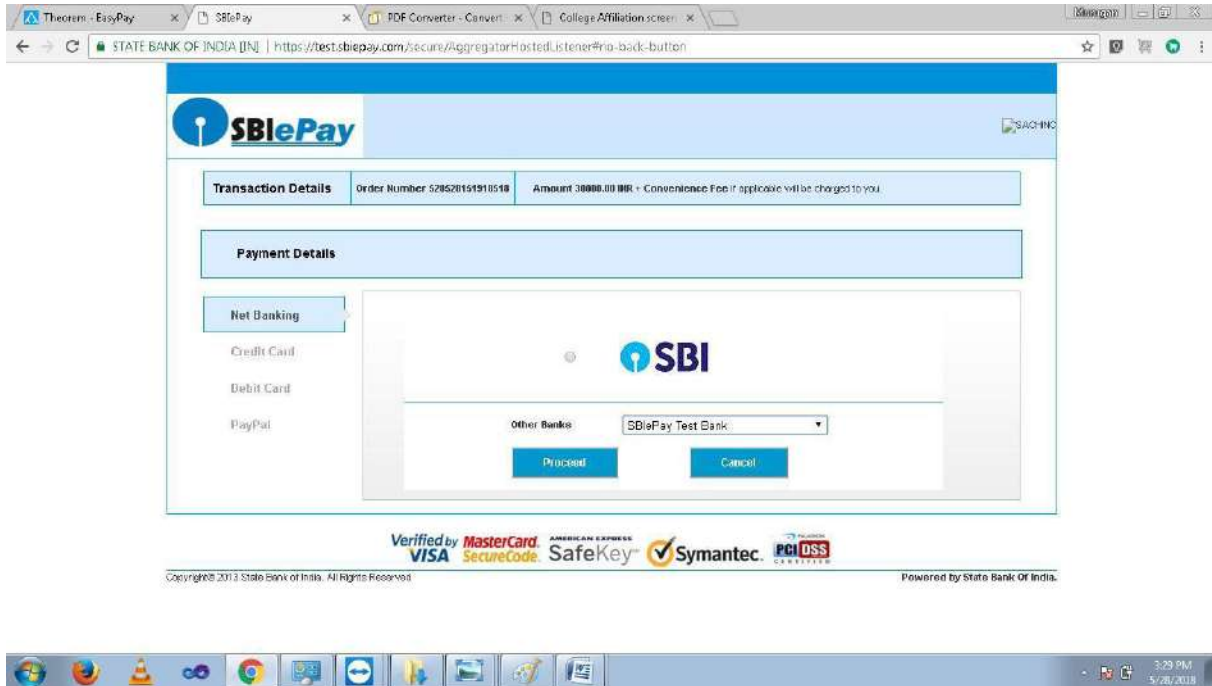 Theorem - EasyPay
SBIePay
PDF Converter - Convert
College Affiliation screen
STATE BANK OF INDIA [IN] | https://test.sbiepay.com/secure/AggregatorHostedListener#no-back-button
SBIePay
Transaction Details
Amount 30000.00 INR + Convenience Fee if applicable will be charged to you.
Order Number
Payment Details
Net Banking
Credit Card
Debit Card
PayPal
SBI
Other Banks SBIePay Test Bank
Proceed Cancel
Verified by VISA
MasterCard. SecureCode.
AMERICAN EXPRESS SafeKey
Symantec.
PCI DSS
CERTIFIED
Copyright© 2013 State Bank of India. All Rights Reserved
Powered by State Bank Of India.
3:29 PM
5/28/2018